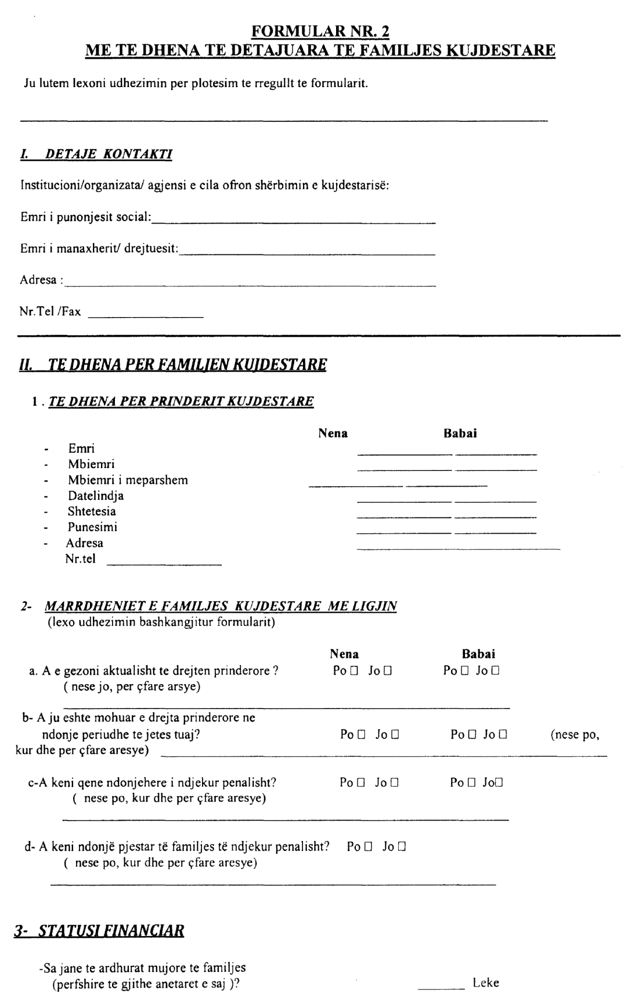 FORMULAR NR. 2
ME TE DHENA TE DETAJUARA TE FAMILJES KUJDESTARE
Ju lutem lexoni udhezimin per plotesim te rregullt te formularit.
I. DETAJE KONTAKTI
Institucioni/organizata/ agjensi e cila ofron shërbimin e kujdestarisë:
Emri i punonjesit social:
Emri i manaxherit/ drejtuesit:
Adresa :
Nr.Tel /Fax
II. TE DHENA PER FAMILJEN KUJDESTARE
1 . TE DHENA PER PRINDERIT KUJDESTARE
Nena Babai
- Emri
- Mbiemri
- Mbiemri i meparshem
- Datelindja
- Shtetesia
- Punesimi
- Adresa
Nr.tel
2- MARRDHENIET E FAMILJES KUJDESTARE ME LIGJIN
(lexo udhezimin bashkangjitur formularit)
Nena Babai
a. A e gezoni aktualisht te drejten prinderore ? Po □ Jo □ Po □ Jo □
( nese jo, per çfare arsye)
b- A ju eshte mohuar e drejta prinderore ne
ndonje periudhe te jetes tuaj? Po □ Jo □ Po □ Jo □ (nese po,
kur dhe per çfare aresye)
c-A keni qene ndonjehere i ndjekur penalisht? Po □ Jo □ Po □ Jo□
( nese po, kur dhe per çfare aresye)
d- A keni ndonjë pjestar të familjes të ndjekur penalisht? Po □ Jo □
( nese po, kur dhe per çfare aresye)
3- STATUSI FINANCIAR
-Sa jane te ardhurat mujore te familjes
(perfshire te gjithe anetaret e saj )? Leke